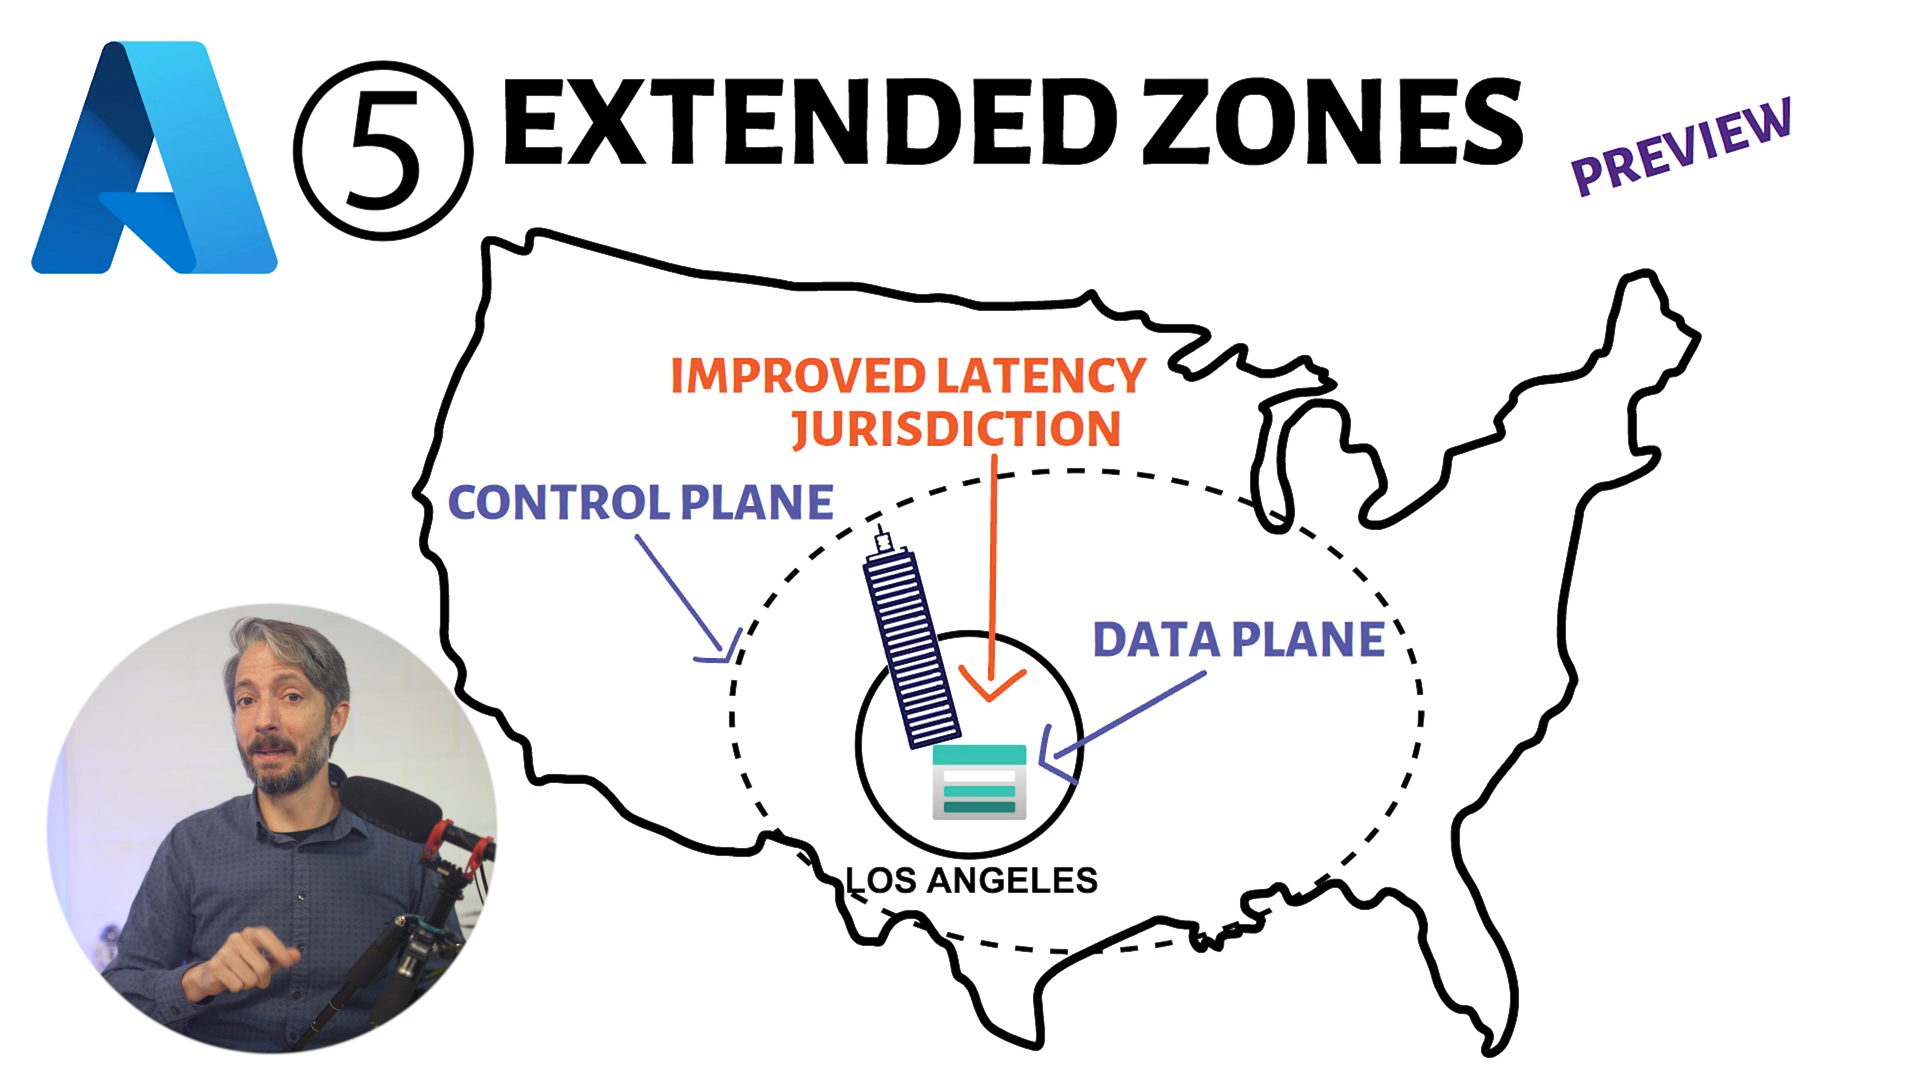 5 EXTENDED ZONES
PREVIEW
IMPROVED LATENCY
JURISDICTION
CONTROL PLANE
DATA PLANE
LOS ANGELES